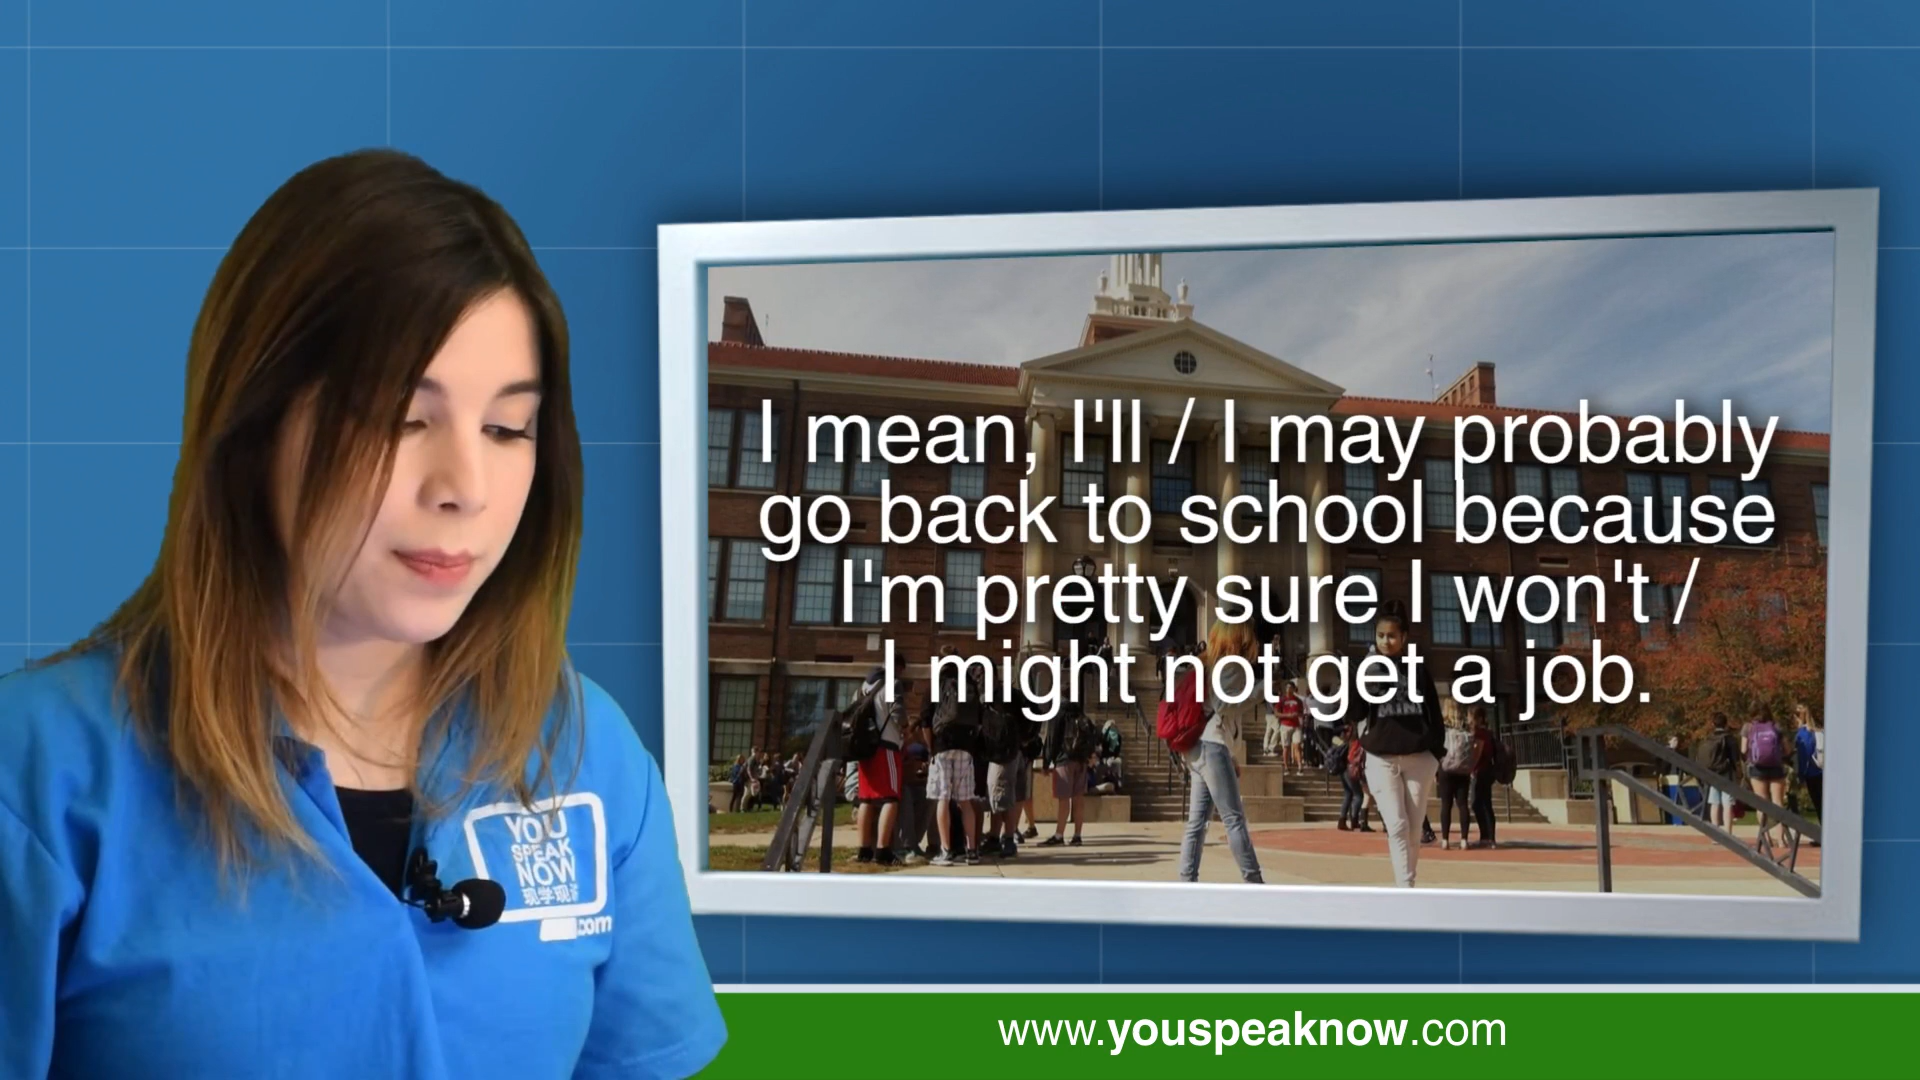 I mean, I'll / I may probably
go back to school because
I'm pretty sure I won't /
I might not get a job.
YOU
SPEAK
NOW
现学现
.com
www.youspeaknow.com